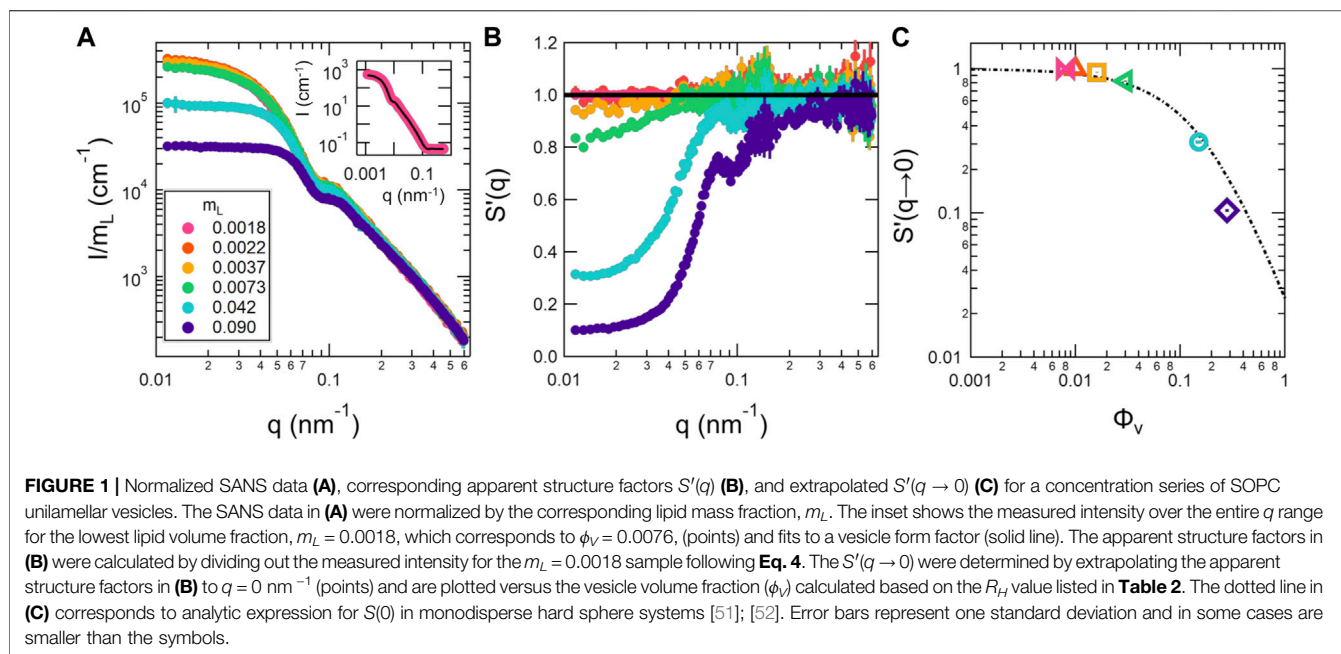 A
I/m_L (cm⁻¹)
10⁵
10⁴
10³
m_L
0.0018
0.0022
0.0037
0.0073
0.042
0.090
0.01 2 3 4 5 6 7 0.1 2 3 4 5 6
q (nm⁻¹)
I (cm⁻¹)
10³
10¹
10⁻¹
0.001 0.1
q (nm⁻¹)
B
S'(q)
1.2
1.0
0.8
0.6
0.4
0.2
0.0
0.01 2 3 4 5 6 0.1 2 3 4 5 6
q (nm⁻¹)
C
S'(q→0)
1
8
6
5
4
3
2
0.1
8
6
5
4
3
2
0.01
0.001 2 4 6 8 0.01 2 4 6 8 0.1 2 4 6 8 1
Φ_V
FIGURE 1 | Normalized SANS data (A), corresponding apparent structure factors S′(q) (B), and extrapolated S′(q → 0) (C) for a concentration series of SOPC
unilamellar vesicles. The SANS data in (A) were normalized by the corresponding lipid mass fraction, m_L. The inset shows the measured intensity over the entire q range
for the lowest lipid volume fraction, m_L = 0.0018, which corresponds to ϕ_V = 0.0076, (points) and fits to a vesicle form factor (solid line). The apparent structure factors in
(B) were calculated by dividing out the measured intensity for the m_L = 0.0018 sample following Eq. 4. The S′(q → 0) were determined by extrapolating the apparent
structure factors in (B) to q = 0 nm⁻¹ (points) and are plotted versus the vesicle volume fraction (ϕ_V) calculated based on the R_H value listed in Table 2. The dotted line in
(C) corresponds to analytic expression for S(0) in monodisperse hard sphere systems [51]; [52]. Error bars represent one standard deviation and in some cases are
smaller than the symbols.